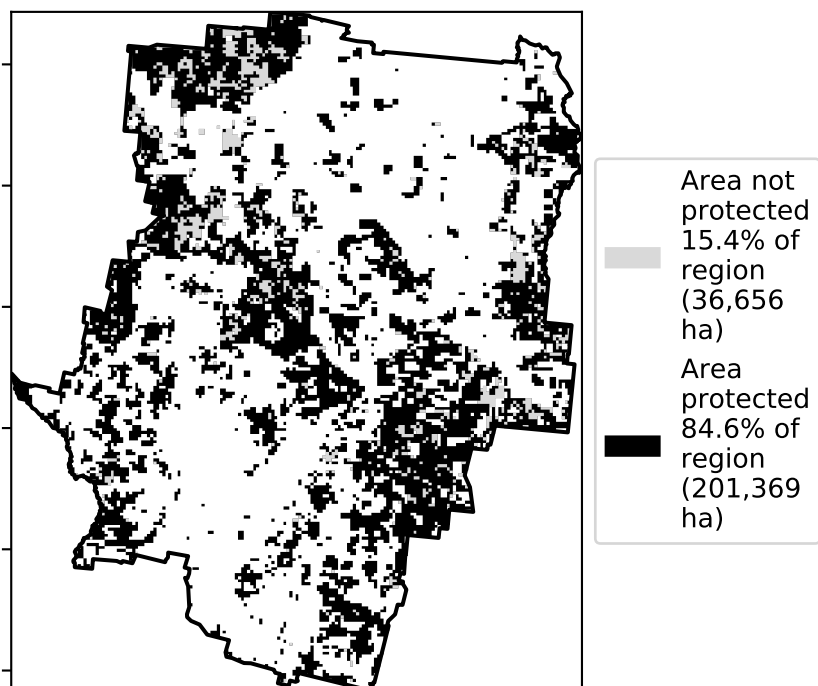 Area not
protected
15.4% of
region
(36,656
ha)
Area
protected
84.6% of
region
(201,369
ha)